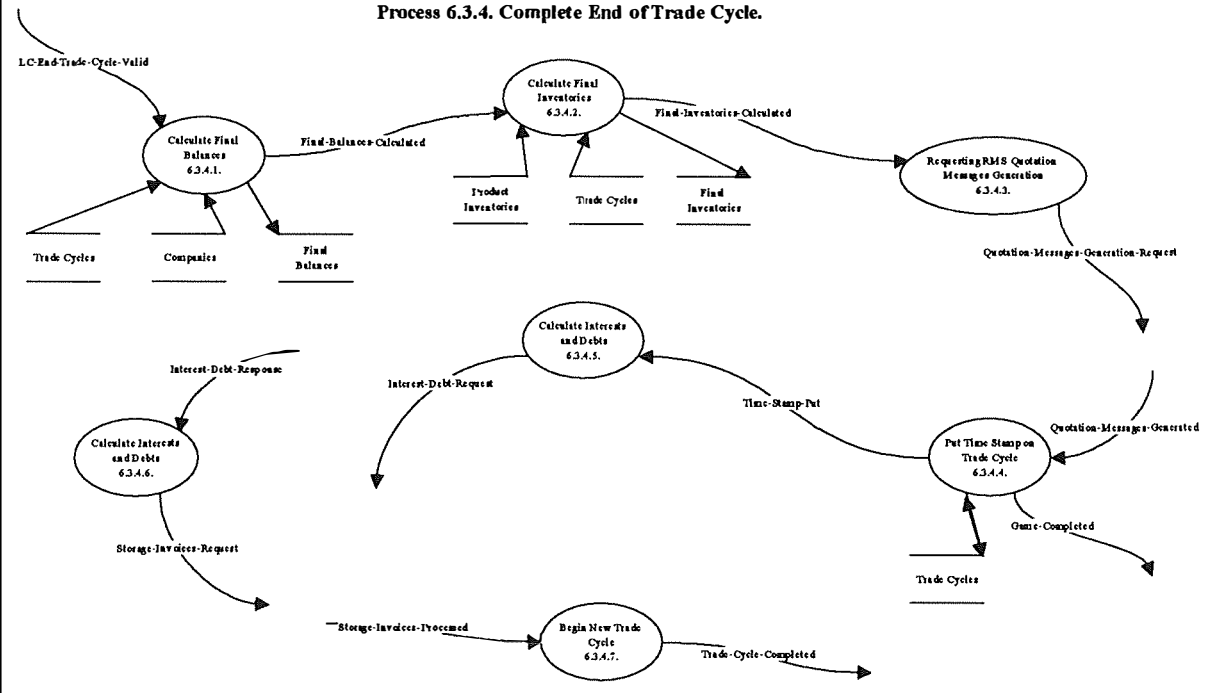 Process 6.3.4. Complete End of Trade Cycle.
LC-End-Trade-Cycle-Valid
Calculate Final
Balances
6.3.4.1.
Final-Balances-Calculated
Calculate Final
Inventories
6.3.4.2.
Final-Inventories-Calculated
Requesting RMS Quotation
Messages Generation
6.3.4.3.
Trade Cycles
Companies
Final
Balances
Product
Inventories
Trade Cycles
Final
Inventories
Quotation-Messages-Generation-Request
Calculate Interests
and Debts
6.3.4.5.
Interest-Debt-Response
Interest-Debt-Request
Time-Stamp-Put
Quotation-Messages-Generated
Calculate Interests
and Debts
6.3.4.6.
Put Time Stamp on
Trade Cycle
6.3.4.4.
Game-Completed
Storage-Invoices-Request
Trade Cycles
Storage-Invoices-Processed
Begin New Trade
Cycle
6.3.4.7.
Trade-Cycle-Completed